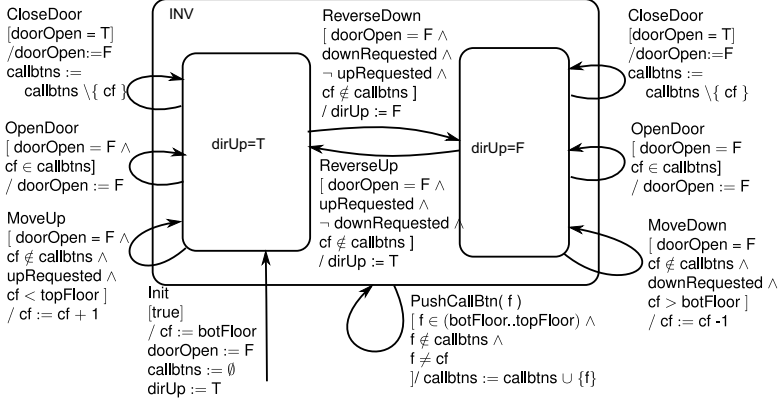 CloseDoor
[doorOpen = T]
/doorOpen:=F
callbtns :=
callbtns \{ cf }
OpenDoor
[ doorOpen = F ∧
cf ∈ callbtns]
/ doorOpen := F
MoveUp
[ doorOpen = F ∧
cf ∉ callbtns ∧
upRequested ∧
cf < topFloor ]
/ cf := cf + 1
INV
dirUp=T
ReverseDown
[ doorOpen = F ∧
downRequested ∧
¬ upRequested ∧
cf ∉ callbtns ]
/ dirUp := F
ReverseUp
[ doorOpen = F ∧
upRequested ∧
¬ downRequested ∧
cf ∉ callbtns ]
/ dirUp := T
dirUp=F
Init
[true]
/ cf := botFloor
doorOpen := F
callbtns := ∅
dirUp := T
PushCallBtn( f )
[ f ∈ (botFloor..topFloor) ∧
f ∉ callbtns ∧
f ≠ cf
]/ callbtns := callbtns ∪ {f}
CloseDoor
[doorOpen = T]
/doorOpen:=F
callbtns :=
callbtns \{ cf }
OpenDoor
[ doorOpen = F
cf ∈ callbtns]
/ doorOpen := F
MoveDown
[ doorOpen = F
cf ∉ callbtns ∧
downRequested ∧
cf > botFloor ]
/ cf := cf -1